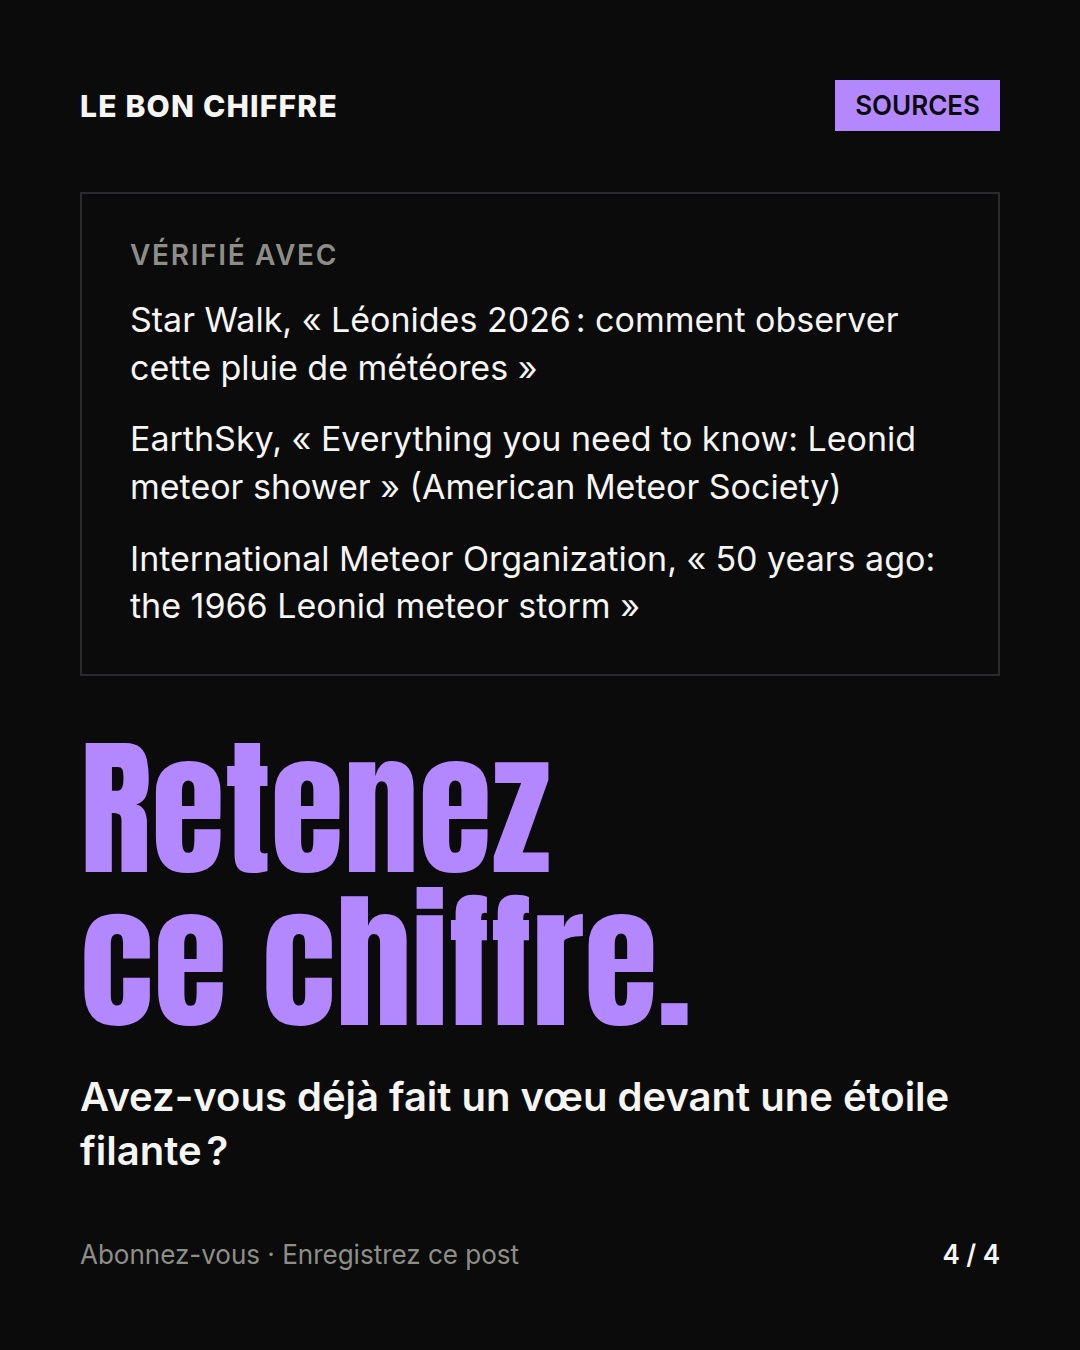 LE BON CHIFFRE
SOURCES
VÉRIFIÉ AVEC
Star Walk, « Léonides 2026 : comment observer
cette pluie de météores »
EarthSky, « Everything you need to know: Leonid
meteor shower » (American Meteor Society)
International Meteor Organization, « 50 years ago:
the 1966 Leonid meteor storm »
Retenez
ce chiffre.
Avez-vous déjà fait un vœu devant une étoile
filante ?
Abonnez-vous · Enregistrez ce post
4 / 4